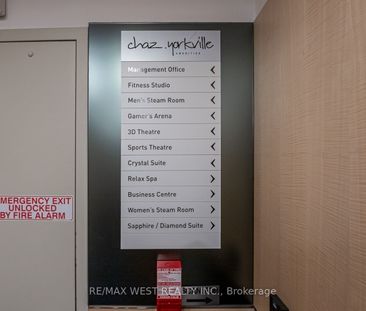 chaz.yorkville
AMENITIES
Management Office <
Fitness Studio <
Men's Steam Room <
Gamer's Arena <
3D Theatre <
Sports Theatre <
Crystal Suite <
Relax Spa >
Business Centre >
Women's Steam Room >
Sapphire / Diamond Suite >
EMERGENCY EXIT
UNLOCKED
BY FIRE ALARM
RE/MAX WEST REALTY INC., Brokerage